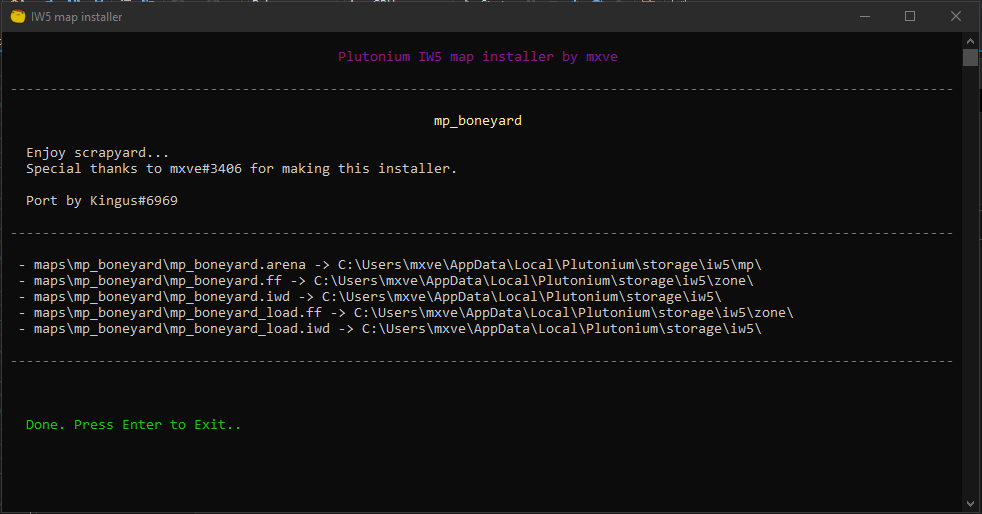 IW5 map installer
Plutonium IW5 map installer by mxve
mp_boneyard
Enjoy scrapyard...
Special thanks to mxve#3406 for making this installer.
Port by Kingus#6969
- maps\mp_boneyard\mp_boneyard.arena -> C:\Users\mxve\AppData\Local\Plutonium\storage\iw5\mp\
- maps\mp_boneyard\mp_boneyard.ff -> C:\Users\mxve\AppData\Local\Plutonium\storage\iw5\zone\
- maps\mp_boneyard\mp_boneyard.iwd -> C:\Users\mxve\AppData\Local\Plutonium\storage\iw5\
- maps\mp_boneyard\mp_boneyard_load.ff -> C:\Users\mxve\AppData\Local\Plutonium\storage\iw5\zone\
- maps\mp_boneyard\mp_boneyard_load.iwd -> C:\Users\mxve\AppData\Local\Plutonium\storage\iw5\
Done. Press Enter to Exit..